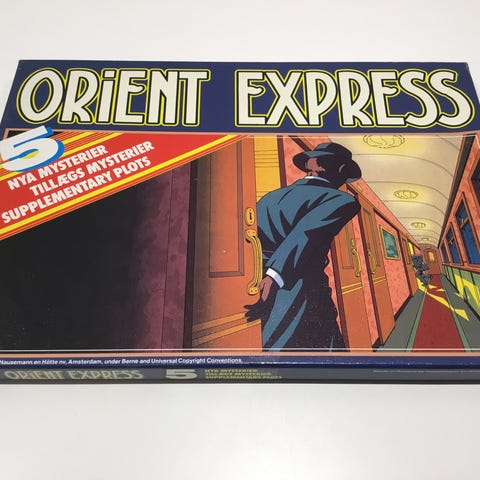 ORiENT EXPRESS
5
NYA MYSTERIER
TILLÆGS MYSTERIER
SUPPLEMENTARY PLOTS
Hausemann en Hötte nv, Amsterdam, under Berne and Universal Copyright Conventions.
ORiENT EXPRESS
5
NYA MYSTERIER
TILLÆGS MYSTERIER
SUPPLEMENTARY PLOTS